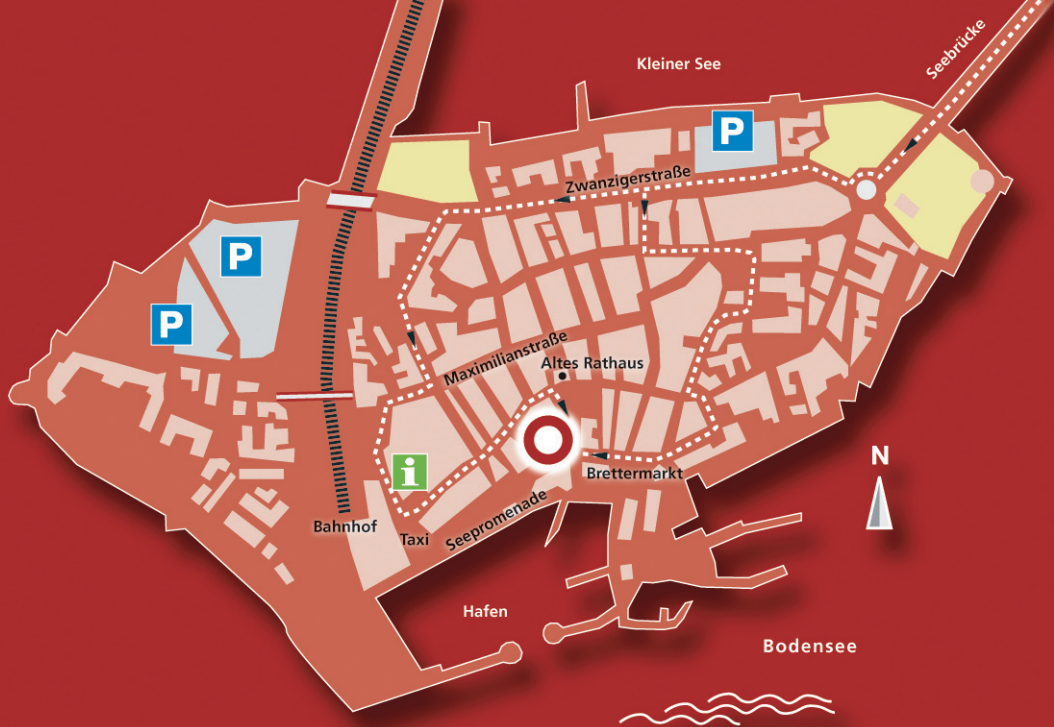 Kleiner See
Seebrücke
P
Zwanzigerstraße
P
P
Maximilianstraße
Altes Rathaus
N
i
Brettermarkt
Seepromenade
Bahnhof
Taxi
Hafen
Bodensee